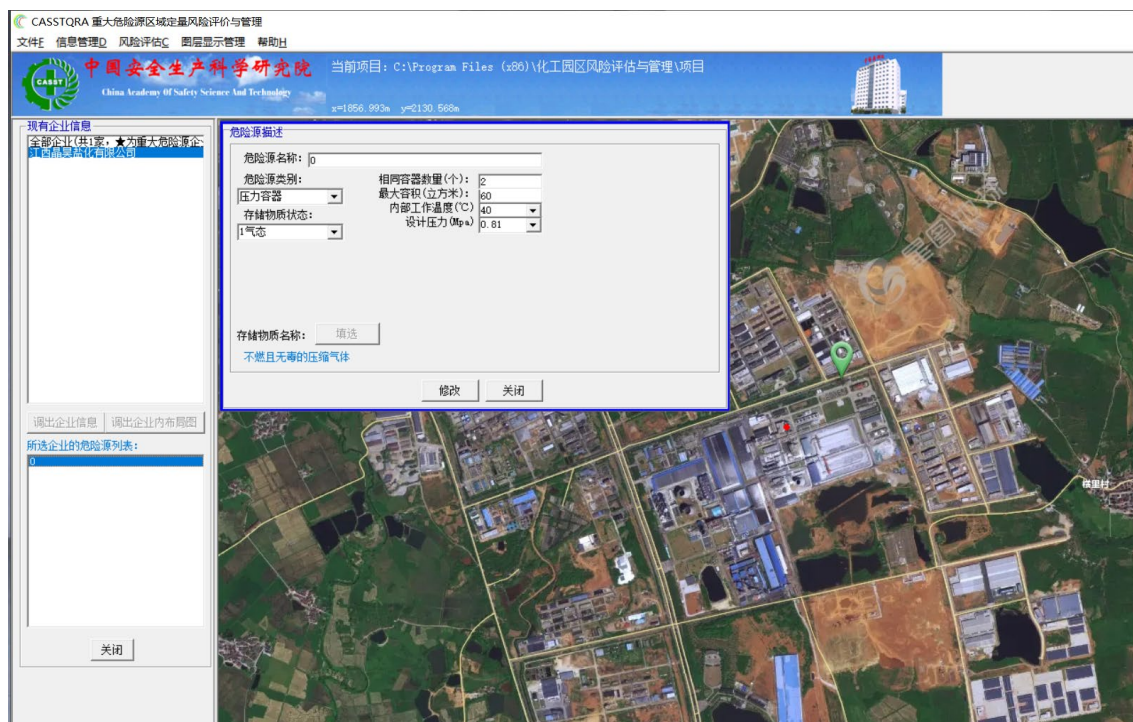 CASSTQRA 重大危险源区域定量风险评价与管理
文件F 信息管理D 风险评估C 图层显示管理 帮助H
CASST
中国安全生产科学研究院
China Academy Of Safety Science And Technology
当前项目: C:\Program Files (x86)\化工园区风险评估与管理\项目
x=1856.993m y=2130.568m
现有企业信息
全部企业(共1家,★为重大危险源企
江西晶昊盐化有限公司
调出企业信息 调出企业内布局图
所选企业的危险源列表:
0
关闭
危险源描述
危险源名称: 0
危险源类别:
压力容器
存储物质状态:
1气态
相同容器数量(个): 2
最大容积(立方米): 60
内部工作温度(℃) 40
设计压力(Mpa) 0.81
存储物质名称: 填选
不燃且无毒的压缩气体
修改 关闭
星图